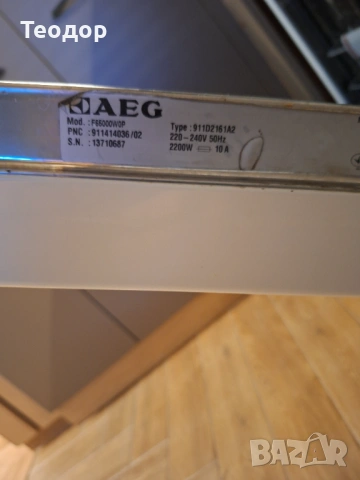 Теодор
AEG
Mod. : F65000W0P
PNC : 911414036/02
S.N. : 13710687
Type : 911D2161A2
220-240V 50Hz
2200W 10 A
BAZAR